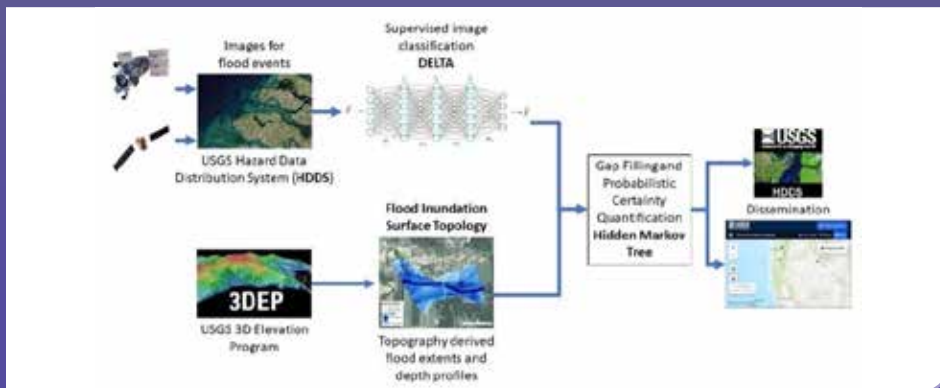 Images for
flood events
USGS Hazard Data
Distribution System (HDDS)
Supervised image
classification
DELTA
3DEP
USGS 3D Elevation
Program
Flood Inundation
Surface Topology
Topography derived
flood extents and
depth profiles
Gap Fillingand
Probabilistic
Certainty
Quantification
Hidden Markov
Tree
USGS
HDDS
Dissemination